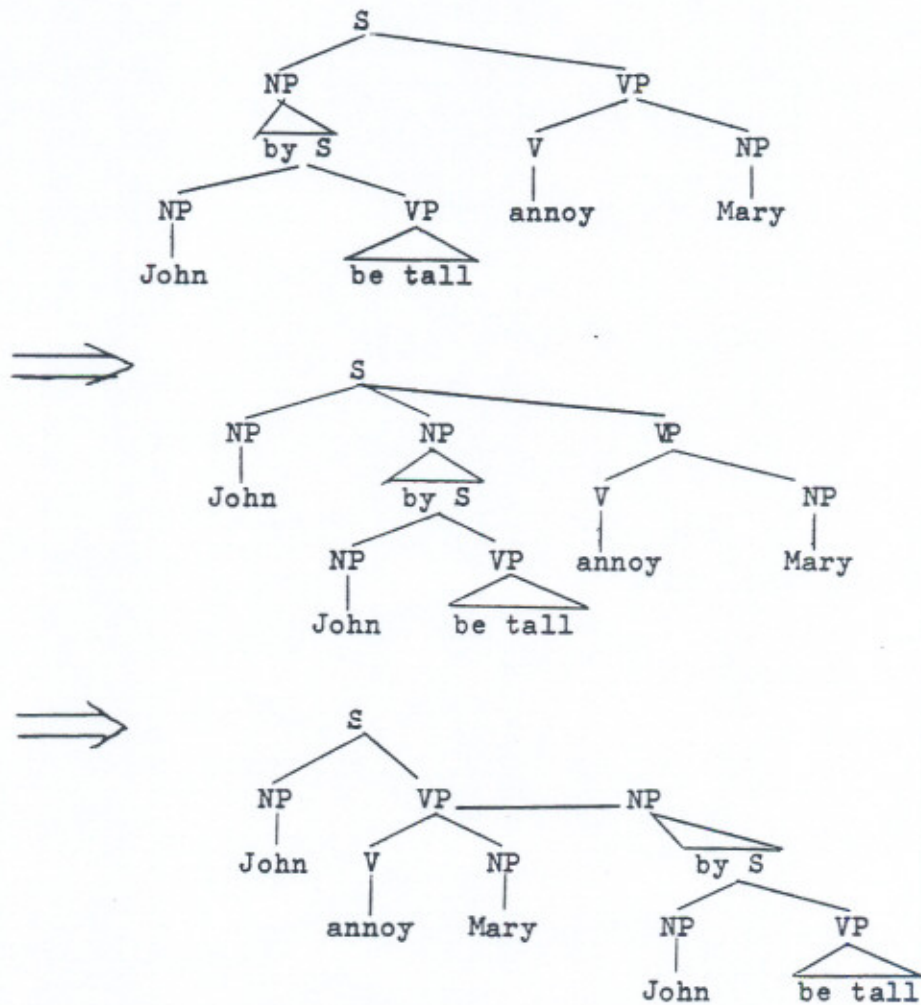 S
NP VP
by S V NP
NP VP annoy Mary
John be tall
S
NP NP VP
John by S V NP
NP VP annoy Mary
John be tall
S
NP VP NP
John V NP by S
annoy Mary NP VP
John be tall